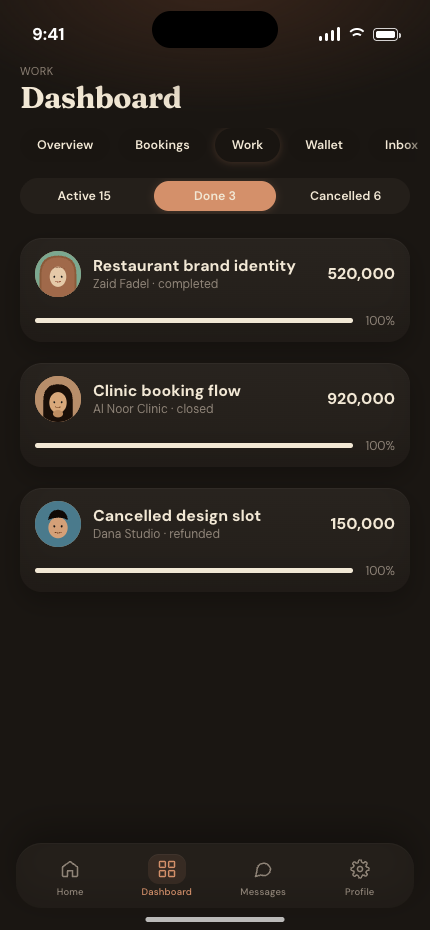 9:41
WORK
Dashboard
Overview Bookings Work Wallet Inbox
Active 15 Done 3 Cancelled 6
Restaurant brand identity
Zaid Fadel · completed
520,000
100%
Clinic booking flow
Al Noor Clinic · closed
920,000
100%
Cancelled design slot
Dana Studio · refunded
150,000
100%
Home Dashboard Messages Profile